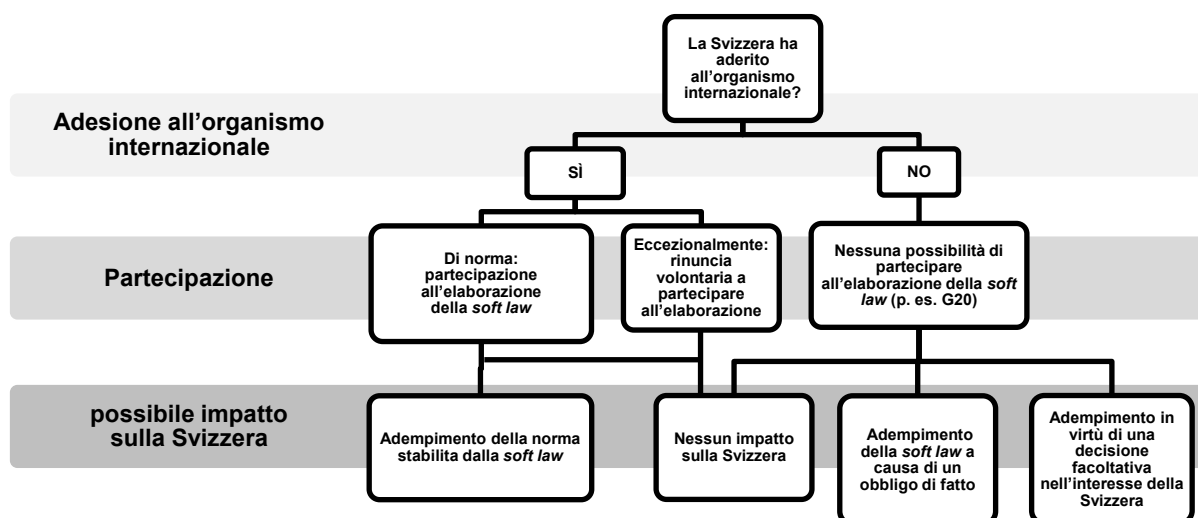 La Svizzera ha
aderito
all'organismo
internazionale?
Adesione all'organismo
internazionale
SÌ
NO
Partecipazione
Di norma:
partecipazione
all'elaborazione
della soft law
Eccezionalmente:
rinuncia
volontaria a
partecipare
all'elaborazione
Nessuna possibilità di
partecipare
all'elaborazione della soft
law (p. es. G20)
possibile impatto
sulla Svizzera
Adempimento della norma
stabilita dalla soft law
Nessun impatto
sulla Svizzera
Adempimento
della soft law a
causa di un
obbligo di fatto
Adempimento in
virtù di una
decisione
facoltativa
nell'interesse della
Svizzera